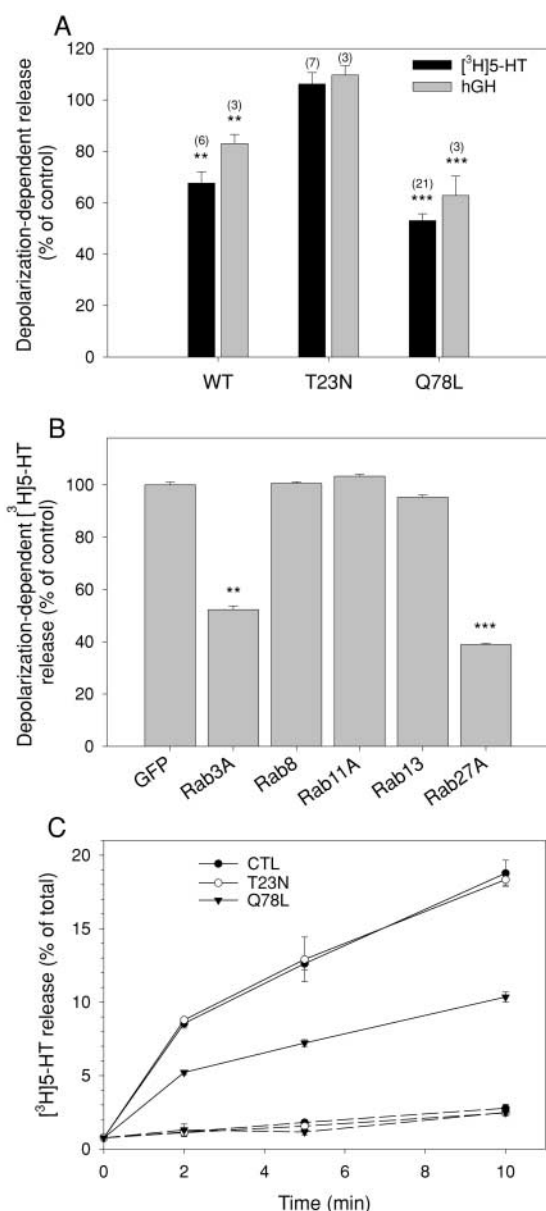 A
Depolarization-dependent release
(% of control)
120
100
80
60
40
20
0
[³H]5-HT
hGH
(6)
**
(3)
**
(7)
(3)
(21)
***
(3)
***
WT
T23N
Q78L
B
Depolarization-dependent [³H]5-HT
release (% of control)
100
80
60
40
20
0
**
***
GFP
Rab3A
Rab8
Rab11A
Rab13
Rab27A
C
[³H]5-HT release (% of total)
20
15
10
5
0
CTL
T23N
Q78L
0
2
4
6
8
10
Time (min)